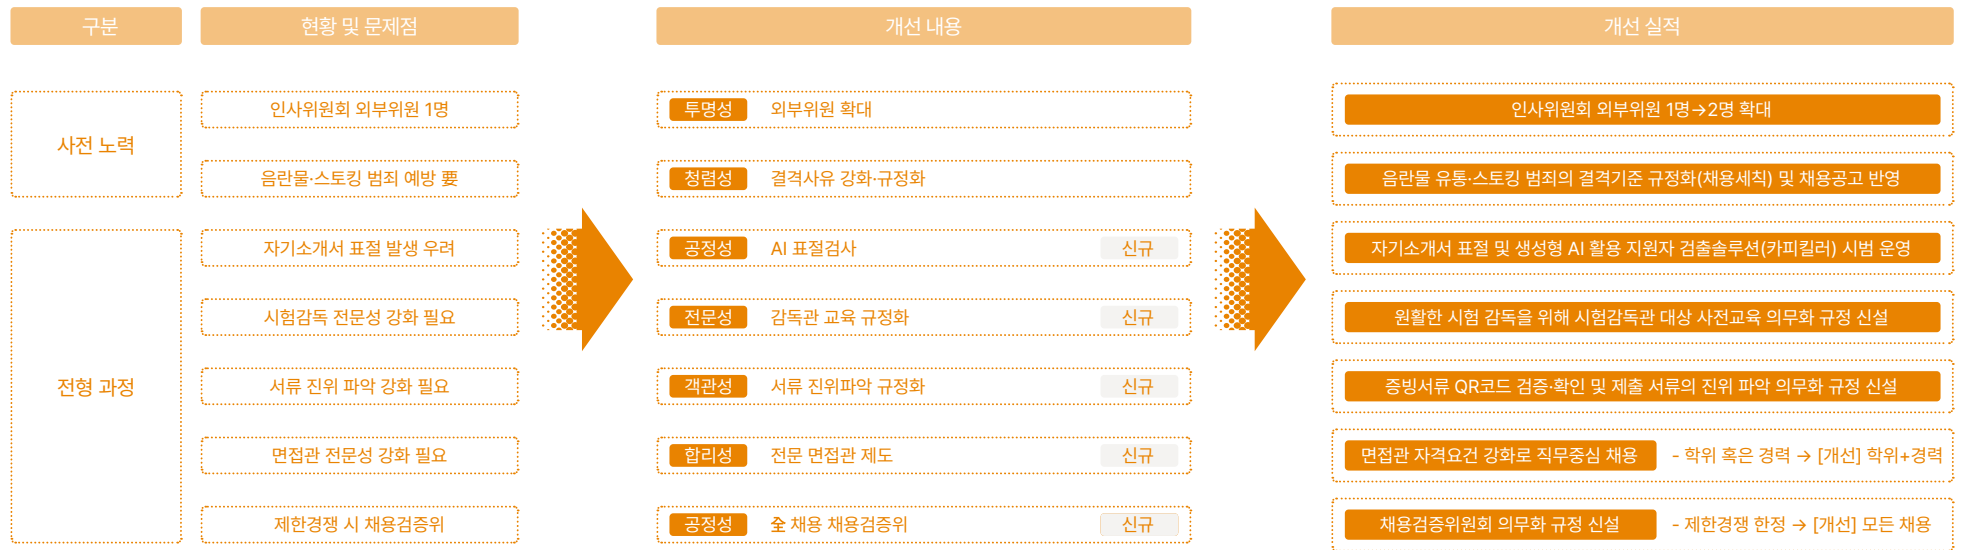 구분
현황 및 문제점
개선 내용
개선 실적
사전 노력
인사위원회 외부위원 1명
투명성 외부위원 확대
인사위원회 외부위원 1명→2명 확대
음란물·스토킹 범죄 예방 要
청렴성 결격사유 강화·규정화
음란물 유통·스토킹 범죄의 결격기준 규정화(채용세칙) 및 채용공고 반영
전형 과정
자기소개서 표절 발생 우려
공정성 AI 표절검사 신규
자기소개서 표절 및 생성형 AI 활용 지원자 검출솔루션(카피킬러) 시범 운영
시험감독 전문성 강화 필요
전문성 감독관 교육 규정화 신규
원활한 시험 감독을 위해 시험감독관 대상 사전교육 의무화 규정 신설
서류 진위 파악 강화 필요
객관성 서류 진위파악 규정화 신규
증빙서류 QR코드 검증·확인 및 제출 서류의 진위 파악 의무화 규정 신설
면접관 전문성 강화 필요
합리성 전문 면접관 제도 신규
면접관 자격요건 강화로 직무중심 채용 - 학위 혹은 경력 → [개선] 학위+경력
제한경쟁 시 채용검증위
공정성 全 채용 채용검증위 신규
채용검증위원회 의무화 규정 신설 - 제한경쟁 한정 → [개선] 모든 채용